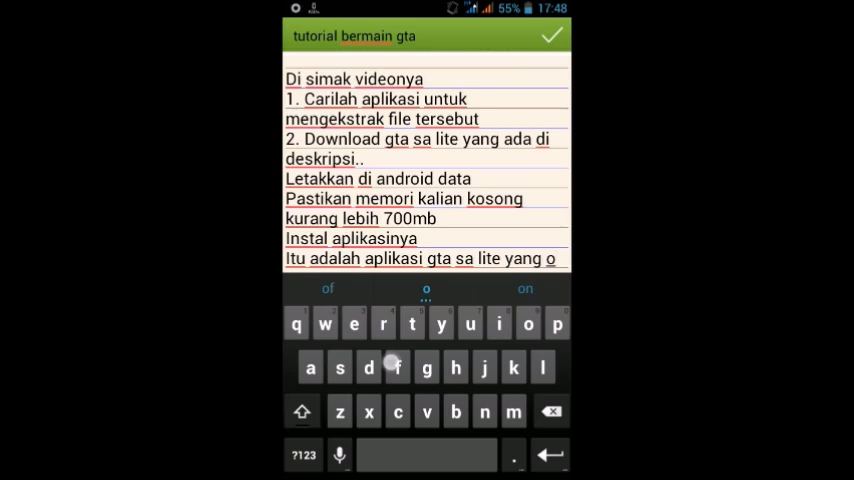 55% 17:48
tutorial bermain gta
Di simak videonya
1. Carilah aplikasi untuk
mengekstrak file tersebut
2. Download gta sa lite yang ada di
deskripsi..
Letakkan di android data
Pastikan memori kalian kosong
kurang lebih 700mb
Instal aplikasinya
Itu adalah aplikasi gta sa lite yang o
of o on
q w e r t y u i o p
a s d f g h j k l
z x c v b n m
?123 .